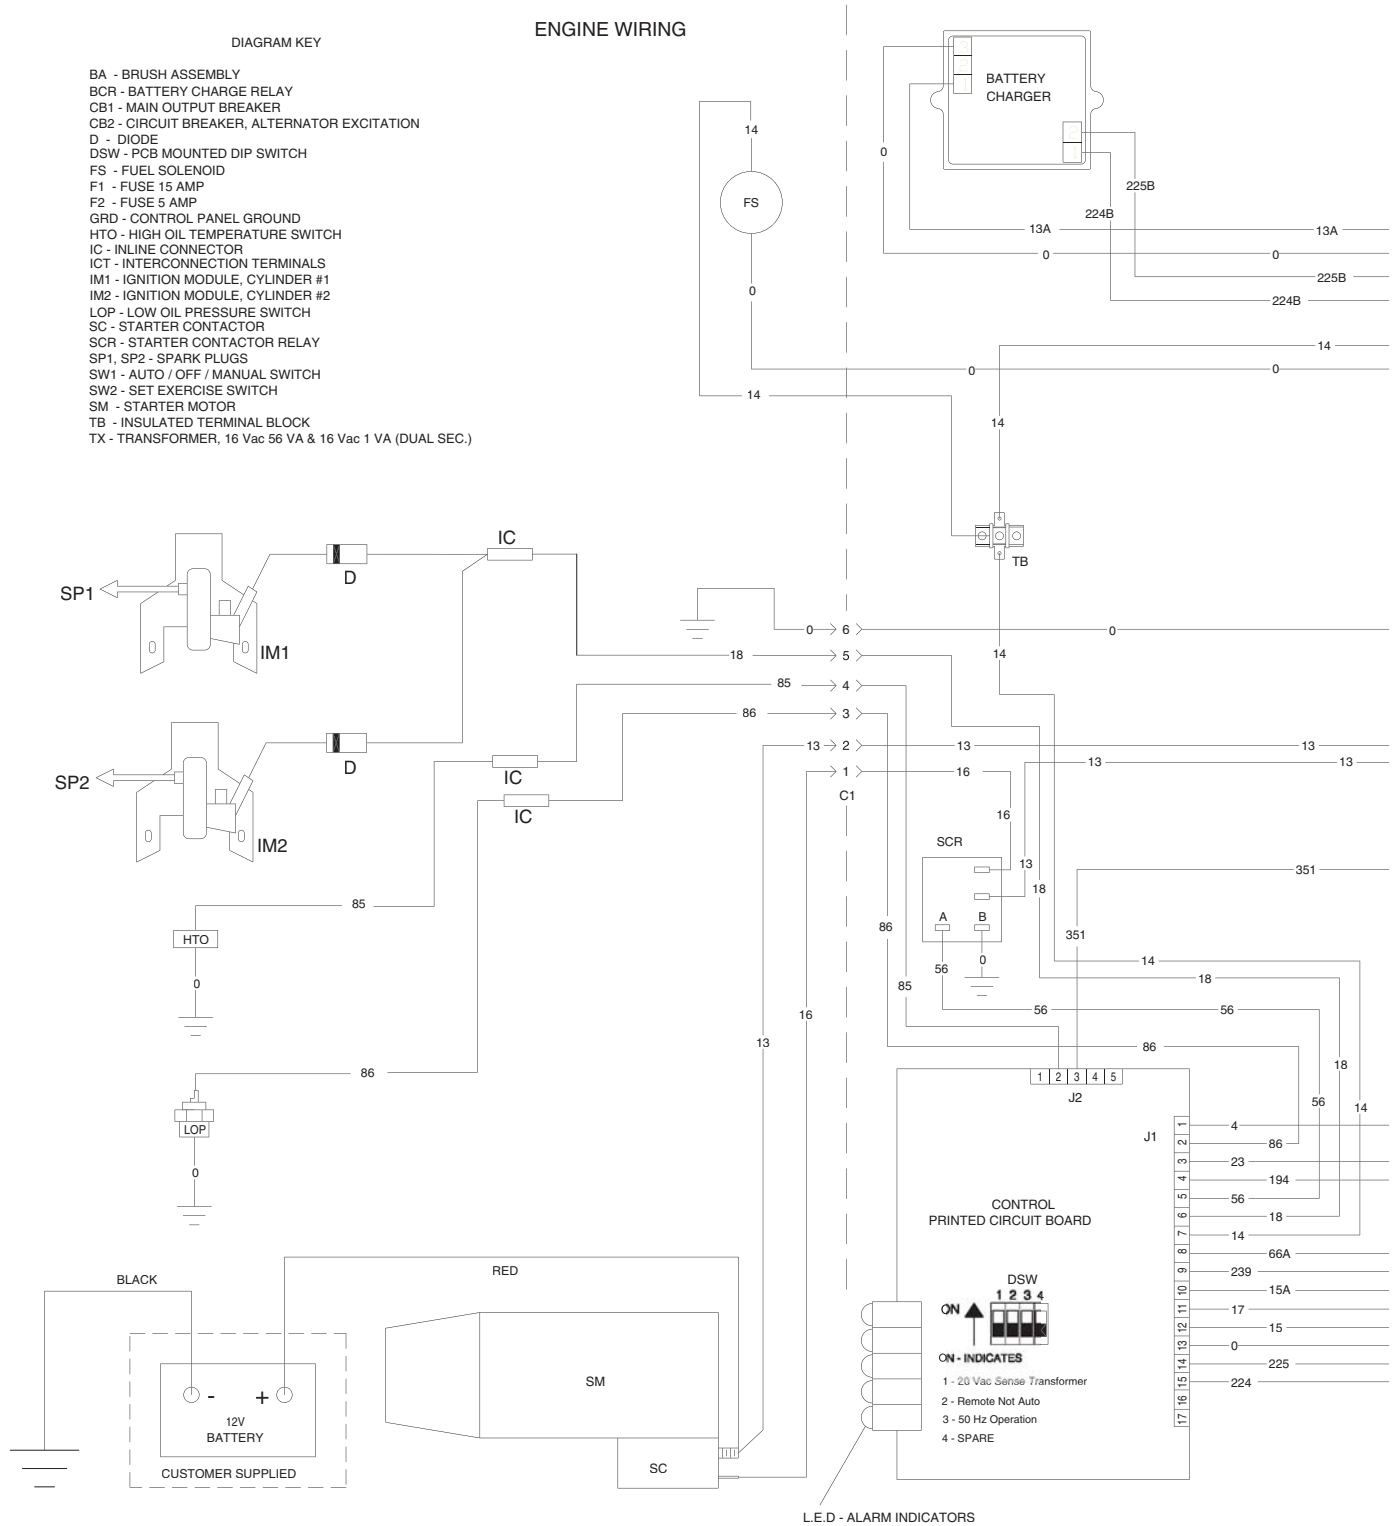 ENGINE WIRING
DIAGRAM KEY
BA - BRUSH ASSEMBLY
BCR - BATTERY CHARGE RELAY
CB1 - MAIN OUTPUT BREAKER
CB2 - CIRCUIT BREAKER, ALTERNATOR EXCITATION
D - DIODE
DSW - PCB MOUNTED DIP SWITCH
FS - FUEL SOLENOID
F1 - FUSE 15 AMP
F2 - FUSE 5 AMP
GRD - CONTROL PANEL GROUND
HTO - HIGH OIL TEMPERATURE SWITCH
IC - INLINE CONNECTOR
ICT - INTERCONNECTION TERMINALS
IM1 - IGNITION MODULE, CYLINDER #1
IM2 - IGNITION MODULE, CYLINDER #2
LOP - LOW OIL PRESSURE SWITCH
SC - STARTER CONTACTOR
SCR - STARTER CONTACTOR RELAY
SP1, SP2 - SPARK PLUGS
SW1 - AUTO / OFF / MANUAL SWITCH
SW2 - SET EXERCISE SWITCH
SM - STARTER MOTOR
TB - INSULATED TERMINAL BLOCK
TX - TRANSFORMER, 16 Vac 56 VA & 16 Vac 1 VA (DUAL SEC.)
3
2
1
BATTERY
CHARGER
2
1
14
0
FS
225B
224B
13A
13A
0
0
0
225B
224B
14
0
0
14
14
TB
IC
D
SP1
IM1
0
6
0
18
5
14
85
4
86
3
13
2
13
13
13
13
1
16
C1
D
IC
IC
SP2
IM2
16
SCR
13
18
351
A
B
85
HTO
0
86
351
56
0
14
18
85
56
56
16
13
86
86
18
56
14
LOP
0
1 2 3 4 5
J2
J1
1
4
2
86
3
23
4
194
5
56
6
18
7
14
8
66A
9
239
10
15A
11
17
12
15
13
0
14
225
15
224
16
17
CONTROL
PRINTED CIRCUIT BOARD
DSW
1 2 3 4
ON
ON - INDICATES
1 - 20 Vac Sense Transformer
2 - Remote Not Auto
3 - 50 Hz Operation
4 - SPARE
BLACK
RED
- +
12V
BATTERY
CUSTOMER SUPPLIED
SM
SC
L.E.D - ALARM INDICATORS